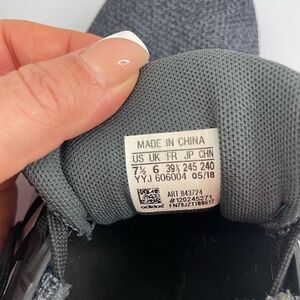 MADE IN CHINA
US UK FR JP CHN
7½ 6 39⅓ 245 240
YYJ 606004 05/18
ART B43724
#120245271
adidas